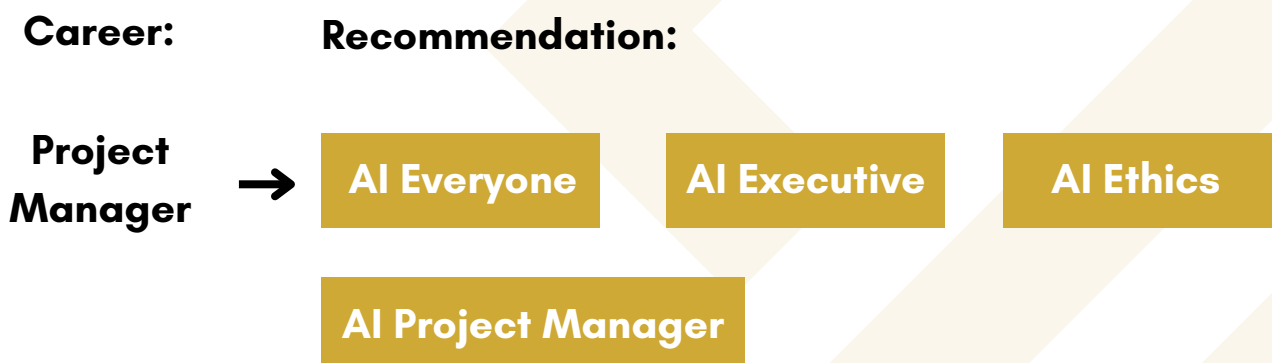 Career:
Recommendation:
Project
Manager
AI Everyone
AI Executive
AI Ethics
AI Project Manager